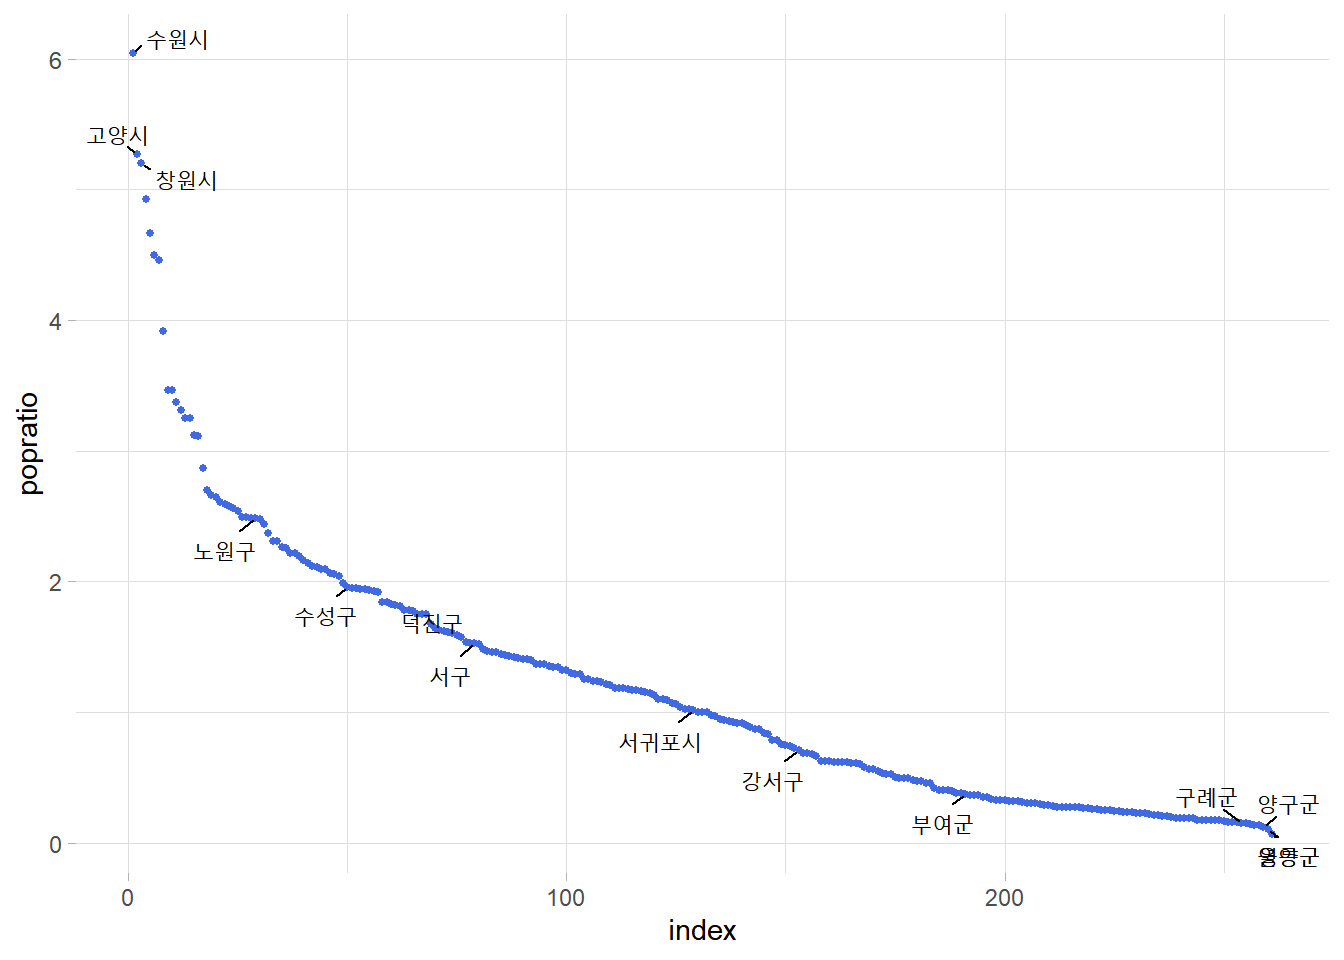 수원시
6
고양시
창원시
popratio
4
노원구
2
수성구
덕진구
서구
서귀포시
강서구
부여군
구례군
양구군
0
0
100
200
index